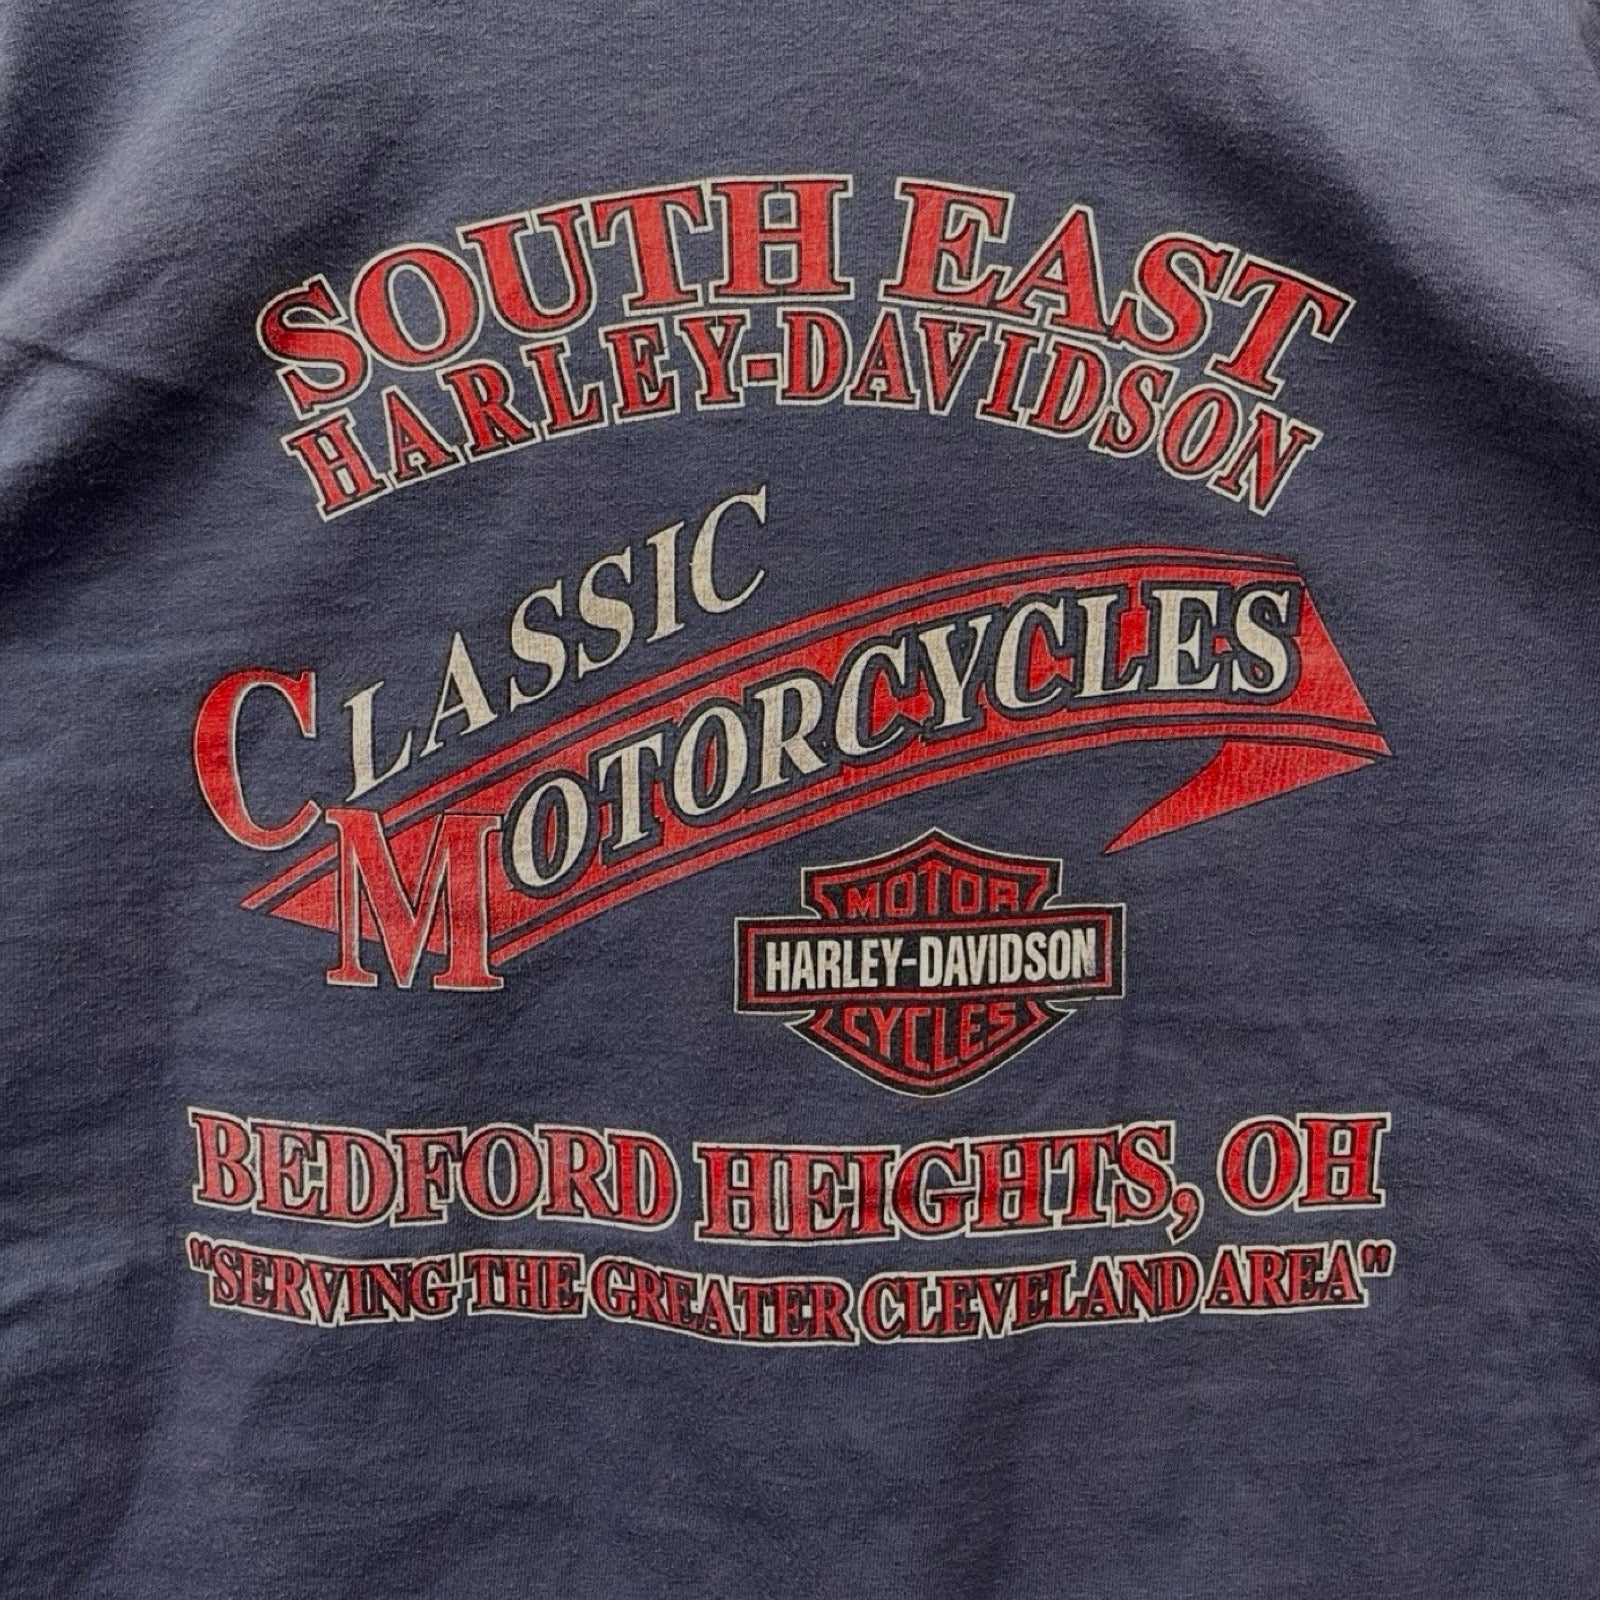 SOUTH EAST
HARLEY-DAVIDSON
CLASSIC
MOTORCYCLES
MOTOR
HARLEY-DAVIDSON
CYCLES
BEDFORD HEIGHTS, OH
"SERVING THE GREATER CLEVELAND AREA"